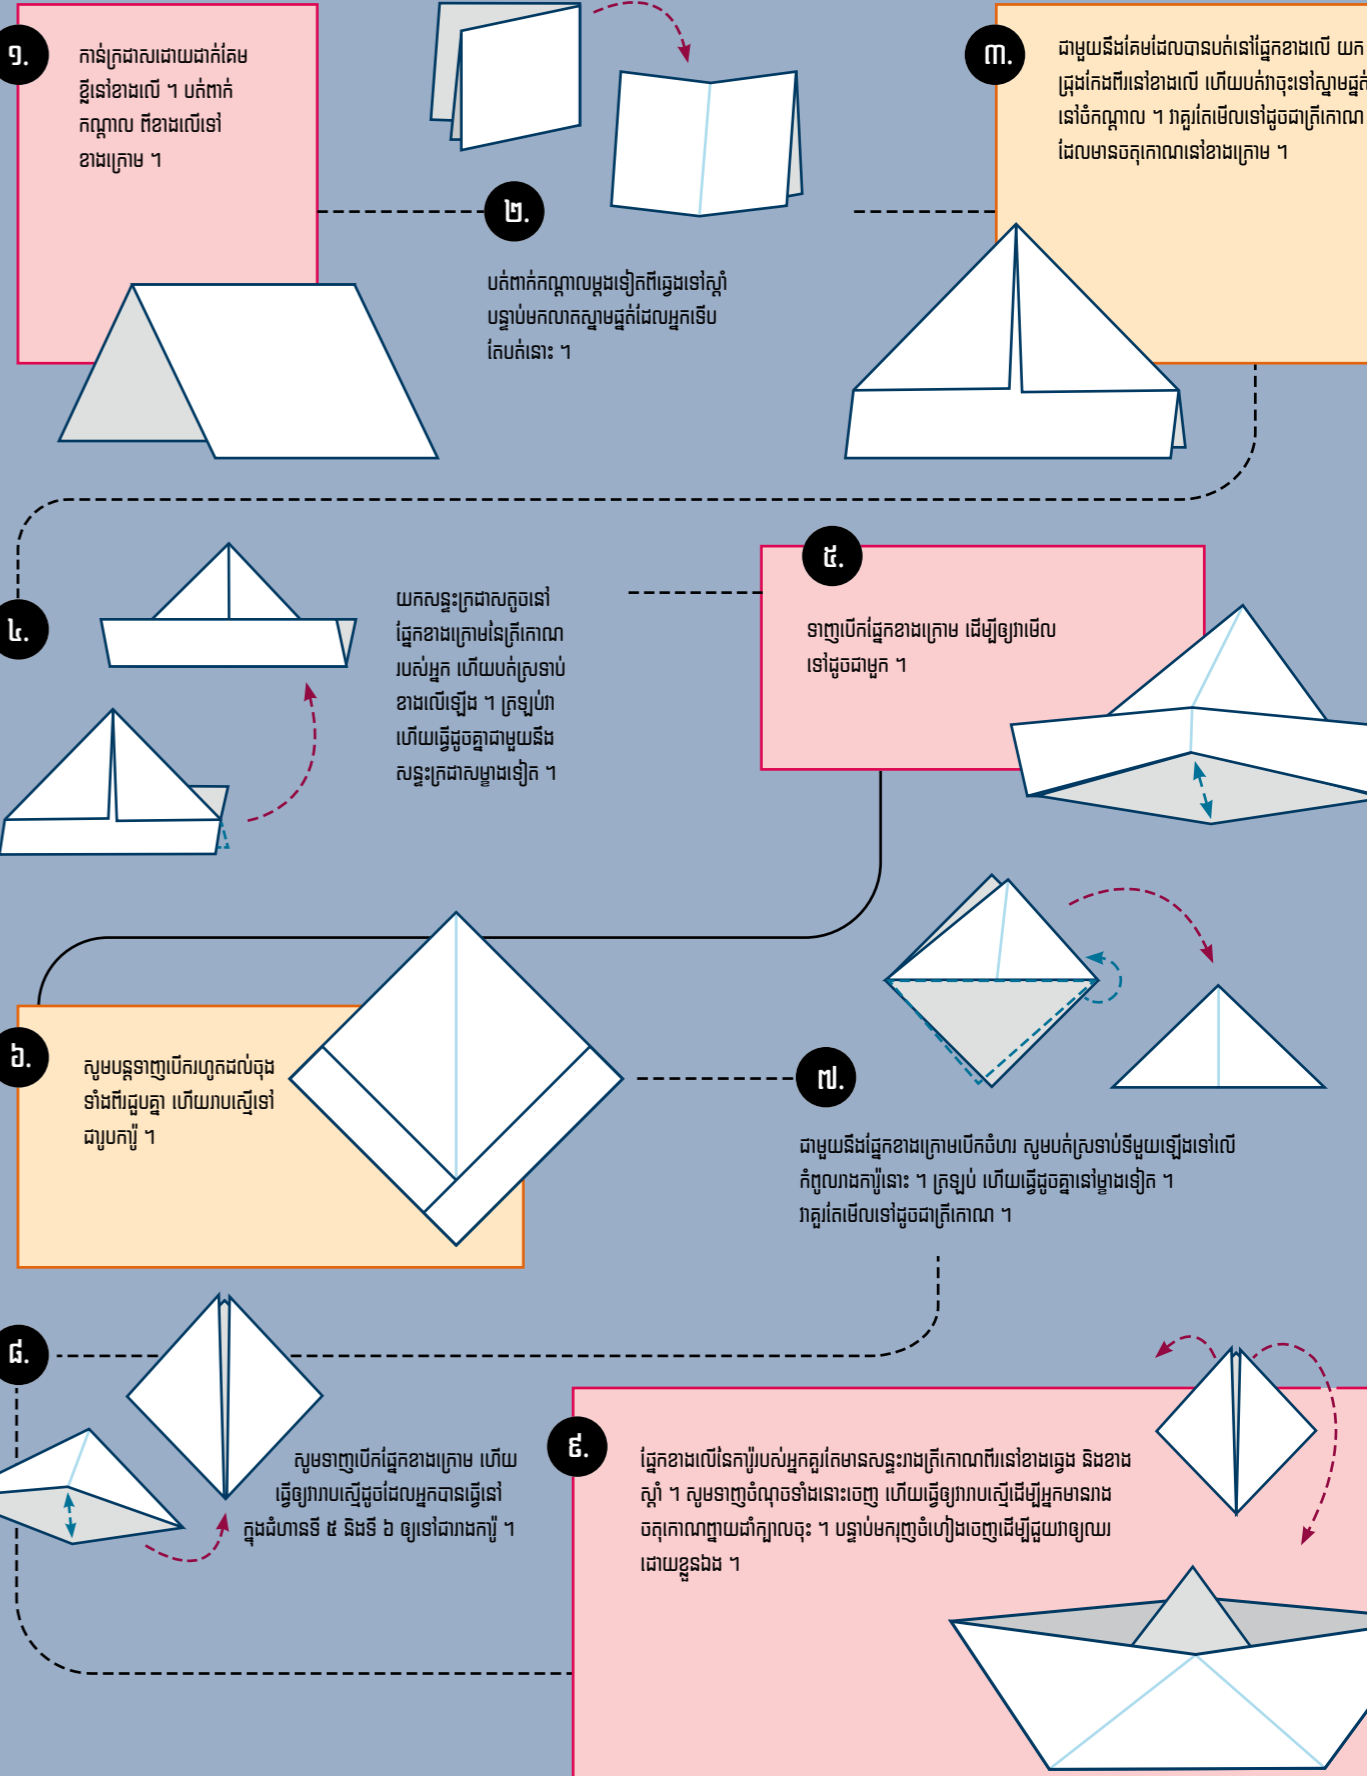 ១.
កាន់ក្រដាសដោយដាក់គែម
ខ្លីនៅខាងលើ ។ បត់ពាក់
កណ្ដាល ពីខាងលើទៅ
ខាងក្រោម ។
២.
បត់ពាក់កណ្ដាលម្ដងទៀតពីឆ្វេងទៅស្ដាំ
បន្ទាប់មកលាតស្នាមផ្នត់ដែលអ្នកទើប
តែបត់នោះ ។
៣.
ជាមួយនឹងគែមដែលបានបត់នៅផ្នែកខាងលើ យក
ជ្រុងកែងពីរនៅខាងលើ ហើយបត់វាចុះទៅស្នាមផ្នត់
នៅចំកណ្ដាល ។ វាគួរតែមើលទៅដូចជាត្រីកោណ
ដែលមានចតុកោណនៅខាងក្រោម ។
៤.
យកសន្ទះក្រដាសតូចនៅ
ផ្នែកខាងក្រោមនៃត្រីកោណ
របស់អ្នក ហើយបត់ស្រទាប់
ខាងលើឡើង ។ ត្រឡប់វា
ហើយធ្វើដូចគ្នាជាមួយនឹង
សន្ទះក្រដាសម្ខាងទៀត ។
៥.
ទាញបើកផ្នែកខាងក្រោម ដើម្បីឲ្យវាមើល
ទៅដូចជាមួក ។
៦.
សូមបន្តទាញបើករហូតដល់ចុង
ទាំងពីរជួបគ្នា ហើយរាបស្មើទៅ
ជារូបការ៉ូ ។
៧.
ជាមួយនឹងផ្នែកខាងក្រោមបើកចំហរ សូមបត់ស្រទាប់ទីមួយឡើងទៅលើ
កំពូលរាងការ៉ូនោះ ។ ត្រឡប់ ហើយធ្វើដូចគ្នានៅម្ខាងទៀត ។
វាគួរតែមើលទៅដូចជាត្រីកោណ ។
៨.
សូមទាញបើកផ្នែកខាងក្រោម ហើយ
ធ្វើឲ្យវារាបស្មើដូចដែលអ្នកបានធ្វើនៅ
ក្នុងជំហានទី ៥ និងទី ៦ ឲ្យទៅជារាងការ៉ូ ។
៩.
ផ្នែកខាងលើនៃការ៉ូរបស់អ្នកគួរតែមានសន្ទះរាងត្រីកោណពីរនៅខាងឆ្វេង និងខាង
ស្ដាំ ។ សូមទាញចំណុចទាំងនោះចេញ ហើយធ្វើឲ្យវារាបស្មើដើម្បីអ្នកមានរាង
ចតុកោណព្នាយដាំក្បាលចុះ ។ បន្ទាប់មករុញចំហៀងចេញដើម្បីជួយវាឲ្យឈរ
ដោយខ្លួនឯង ។